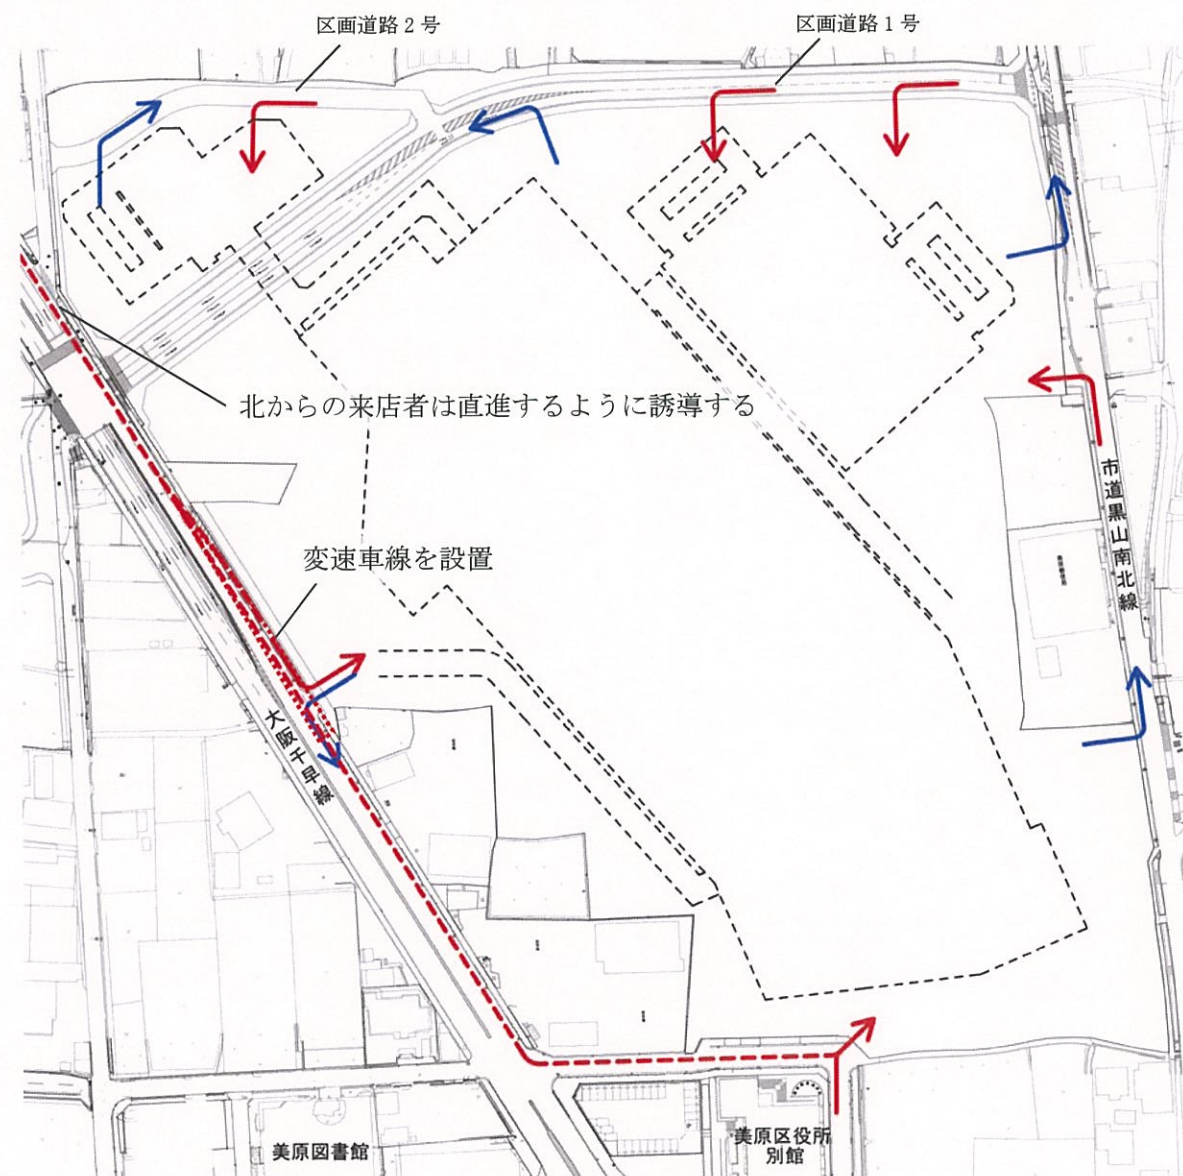 区画道路２号
区画道路１号
北からの来店者は直進するように誘導する
市道黒山南北線
変速車線を設置
大阪千早線
美原図書館
美原区役所
別館